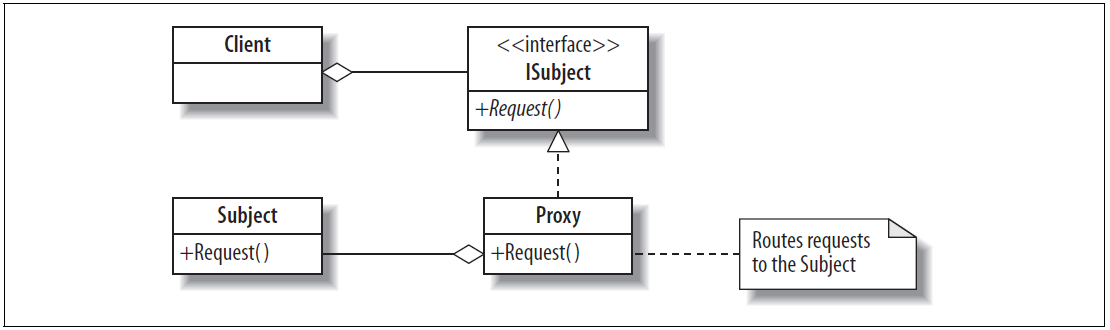 Client
<<interface>>
ISubject
+Request()
Subject
+Request()
Proxy
+Request()
Routes requests
to the Subject